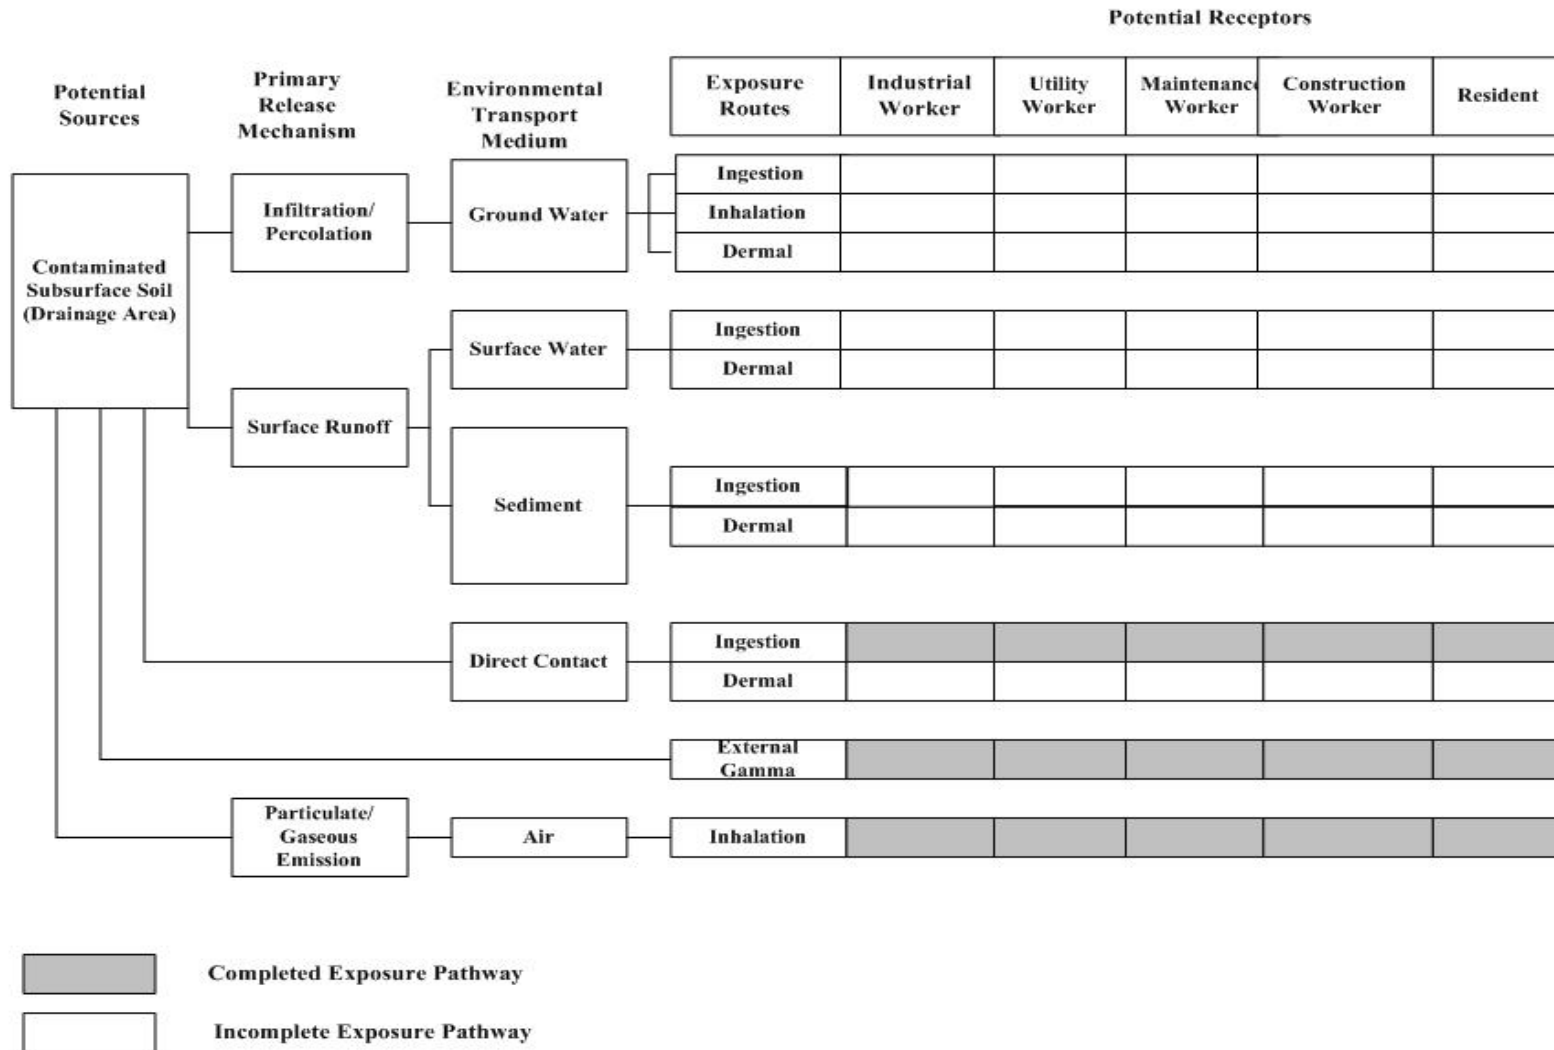 Potential Receptors
Potential
Sources
Primary
Release
Mechanism
Environmental
Transport
Medium
Exposure
Routes
Industrial
Worker
Utility
Worker
Maintenance
Worker
Construction
Worker
Resident
Contaminated
Subsurface Soil
(Drainage Area)
Infiltration/
Percolation
Ground Water
Ingestion
Inhalation
Dermal
Surface Runoff
Surface Water
Ingestion
Dermal
Sediment
Ingestion
Dermal
Direct Contact
Ingestion
Dermal
External
Gamma
Particulate/
Gaseous
Emission
Air
Inhalation
Completed Exposure Pathway
Incomplete Exposure Pathway